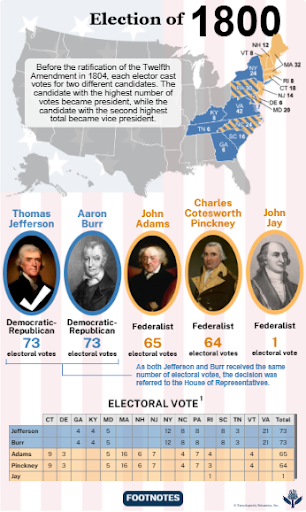 Election of 1800
Before the ratification of the Twelfth
Amendment in 1804, each elector cast
votes for two different candidates. The
candidate with the highest number of
votes became president, while the
candidate with the second highest
total became vice president.
NH 12
VT 8
MA 32
RI 8
CT 18
NJ 14
DE 6
MD 20
VA
42
KY
TN 6
SC 16
GA
Thomas
Jefferson
Aaron
Burr
John
Adams
Charles
Cotesworth
Pinckney
John
Jay
Democratic-
Republican
73
electoral votes
Democratic-
Republican
73
electoral votes
Federalist
65
electoral votes
Federalist
64
electoral votes
Federalist
1
electoral vote
As both Jefferson and Burr received the same
number of electoral votes, the decision was
referred to the House of Representatives.
ELECTORAL VOTE 1
CT DE GA KY MD MA NH NJ NY NC PA RI SC TN VT VA Total
Jefferson 4 4 5 12 8 8 8 3 21 73
Burr 4 4 5 12 8 8 8 3 21 73
Adams 9 3 5 16 6 7 4 7 4 4 65
Pinckney 9 3 5 16 6 7 4 7 3 4 64
Jay 1 1
FOOTNOTES